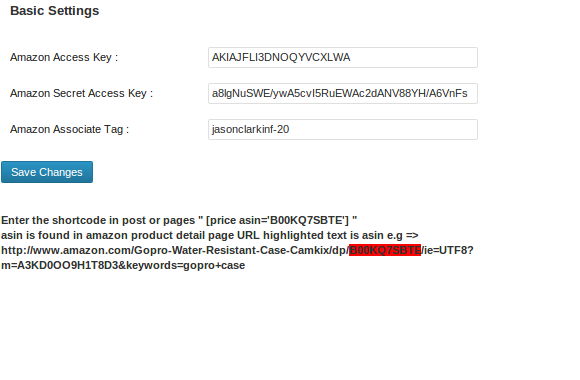 Basic Settings
Amazon Access Key : AKIAJFLI3DNOQYVCXLWA
Amazon Secret Access Key : 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
Amazon Associate Tag : jasonclarkinf-20
Save Changes
Enter the shortcode in post or pages " [price asin='B00KQ7SBTE'] "
asin is found in amazon product detail page URL highlighted text is asin e.g =>
http://www.amazon.com/Gopro-Water-Resistant-Case-Camkix/dp/B00KQ7SBTE/ie=UTF8?
m=A3KD0OO9H1T8D3&keywords=gopro+case